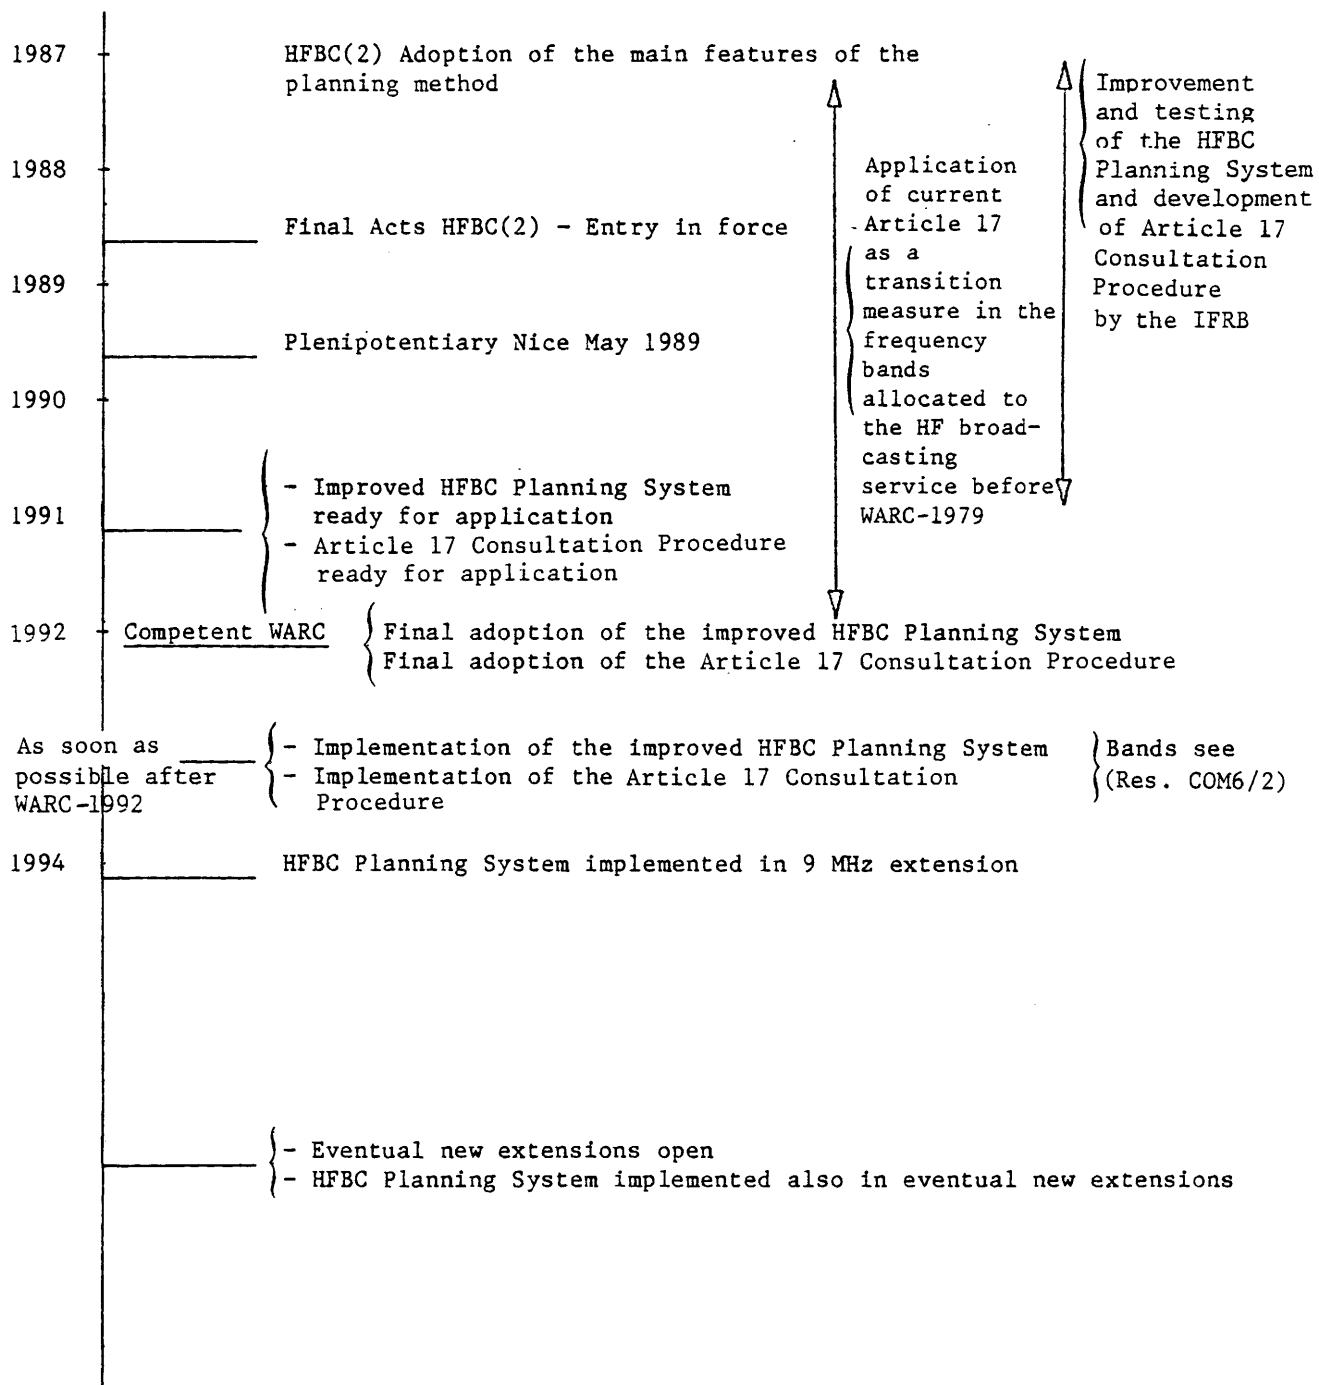 1987
HFBC(2) Adoption of the main features of the
planning method
Improvement
and testing
of the HFBC
Planning System
and development
of Article 17
Consultation
Procedure
by the IFRB
Application
of current
Article 17
as a
transition
measure in the
frequency
bands
allocated to
the HF broad-
casting
service before
WARC-1979
1988
Final Acts HFBC(2) - Entry in force
1989
Plenipotentiary Nice May 1989
1990
- Improved HFBC Planning System
ready for application
1991
- Article 17 Consultation Procedure
ready for application
1992
Competent WARC
Final adoption of the improved HFBC Planning System
Final adoption of the Article 17 Consultation Procedure
As soon as
possible after
WARC-1992
- Implementation of the improved HFBC Planning System
- Implementation of the Article 17 Consultation
Procedure
Bands see
(Res. COM6/2)
1994
HFBC Planning System implemented in 9 MHz extension
- Eventual new extensions open
- HFBC Planning System implemented also in eventual new extensions